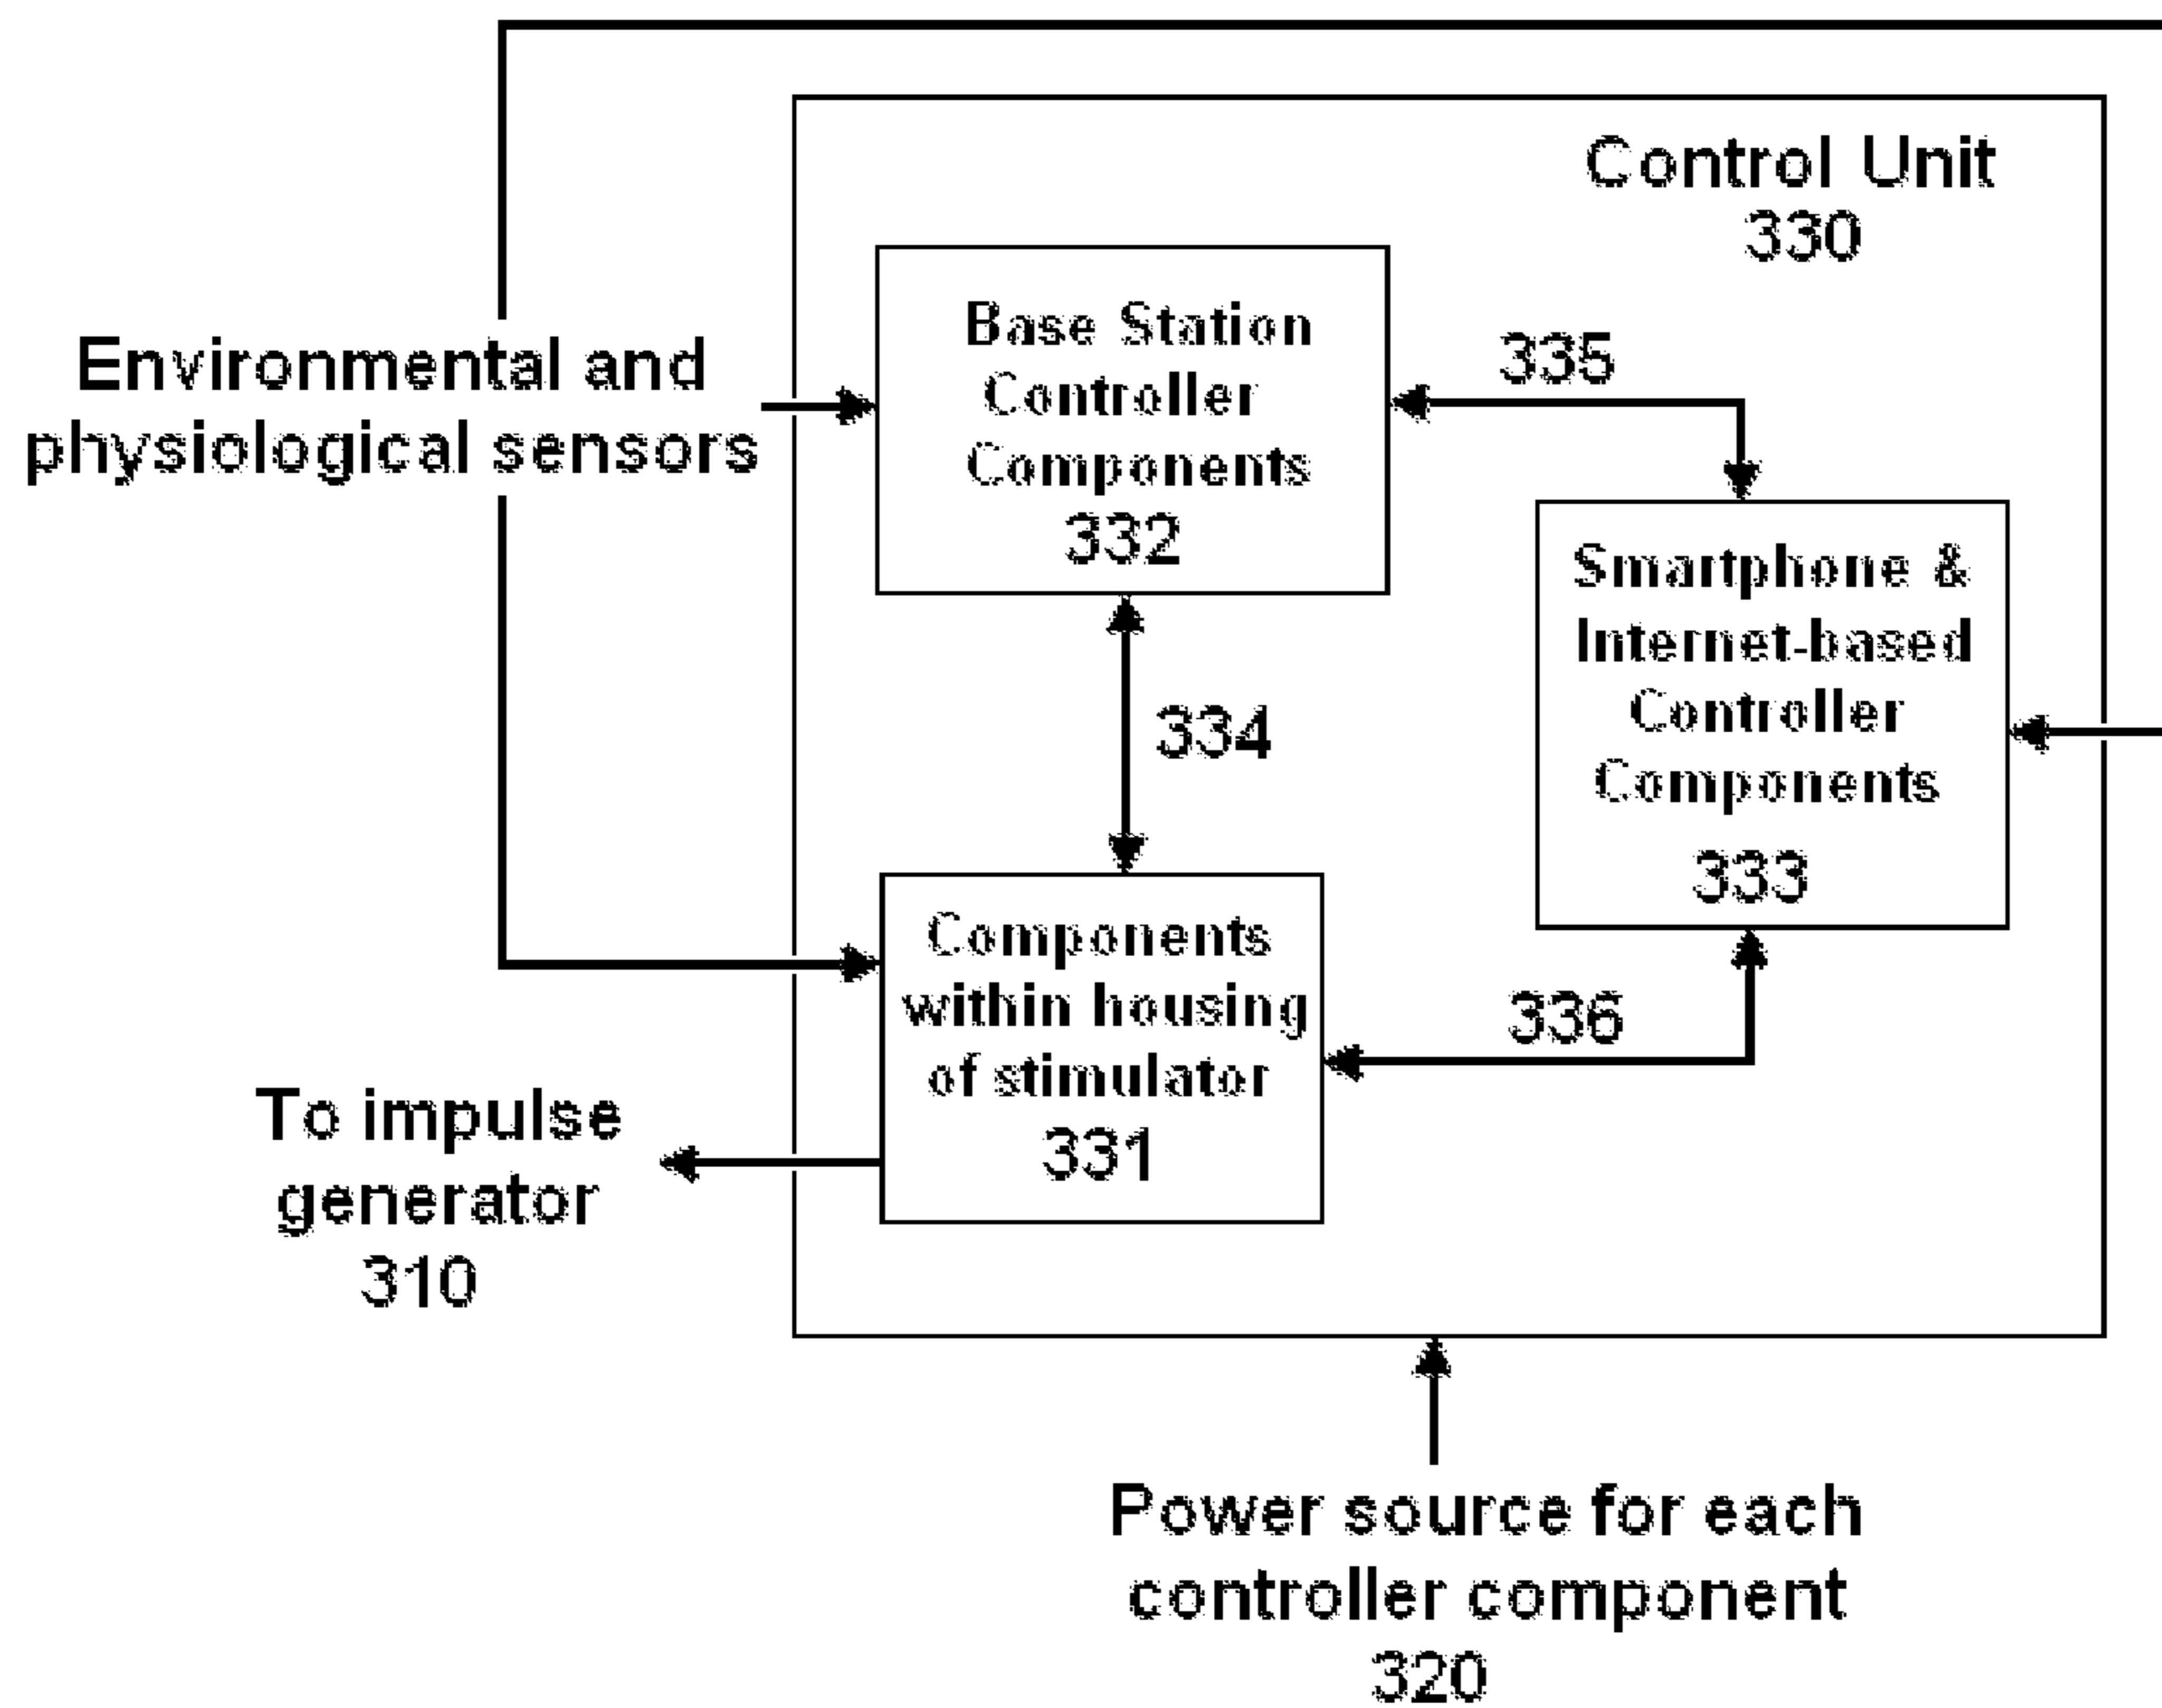 Control Unit
330
Environmental and
physiological sensors
Base Station
Controller
Components
332
335
Smartphone &
Internet-based
Controller
Components
333
334
Components
within housing
of stimulator
331
336
To impulse
generator
310
Power source for each
controller component
320